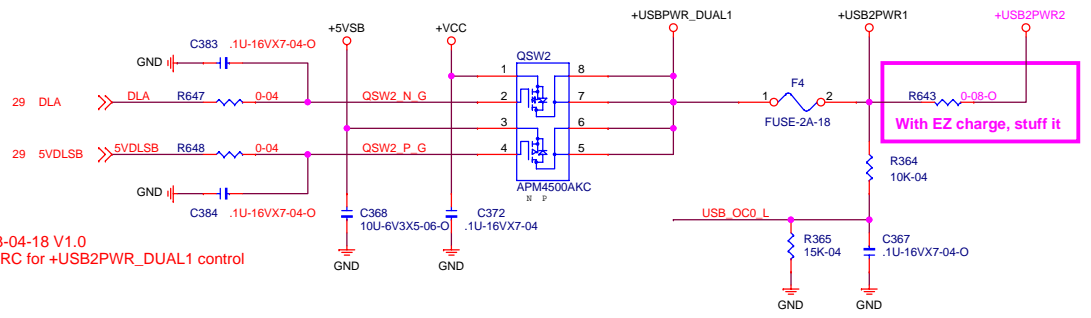 +USBPWR_DUAL1
+USB2PWR1
+USB2PWR2
+5VSB
+VCC
C383
.1U-16VX7-04-O
GND
QSW2
1
8
29
DLA
DLA
R647
0-04
QSW2_N_G
2
7
1
F4
2
FUSE-2A-18
R643
0-08-O
With EZ charge, stuff it
3
6
29
5VDLSB
5VDLSB
R648
0-04
QSW2_P_G
4
5
R364
10K-04
APM4500AKC
N P
GND
C384
.1U-16VX7-04-O
C368
10U-6V3X5-06-O
C372
.1U-16VX7-04
USB_OC0_L
R365
15K-04
C367
.1U-16VX7-04-O
-04-18 V1.0
RC for +USB2PWR_DUAL1 control
GND
GND
GND
GND